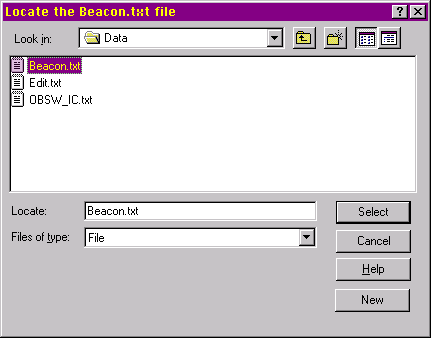 Locate the Beacon.txt file
Look in: Data
Beacon.txt
Edit.txt
OBSW_IC.txt
Locate: Beacon.txt Select
Files of type: File Cancel
Help
New